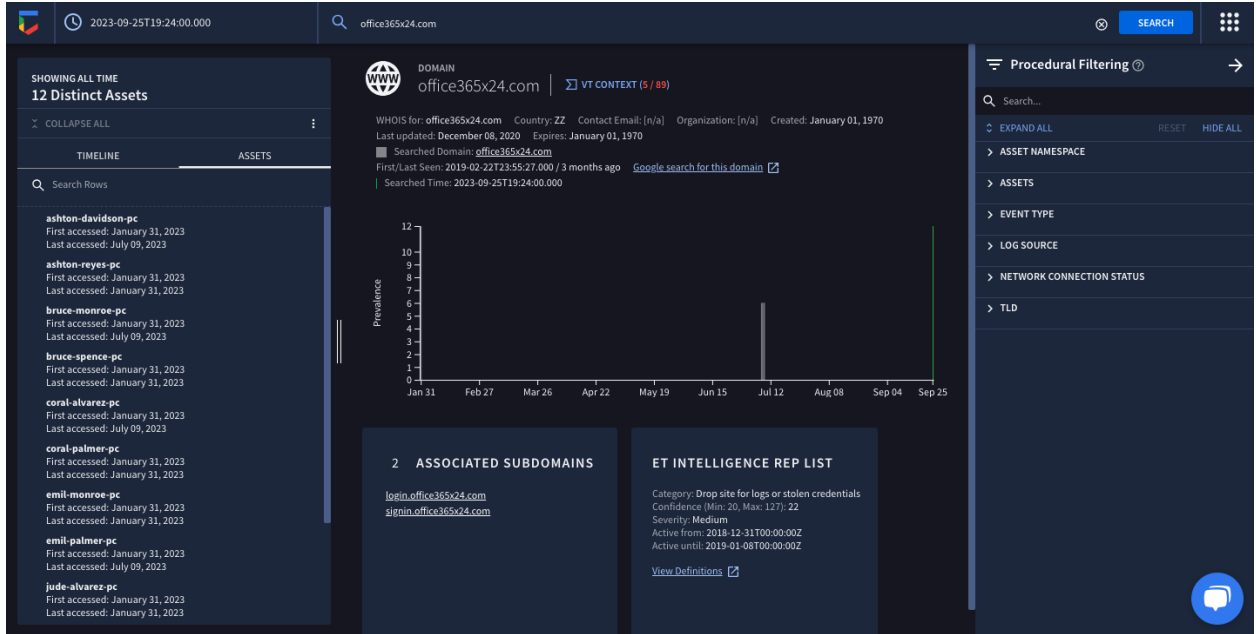 2023-09-25T19:24:00.000
office365x24.com
SEARCH
SHOWING ALL TIME
12 Distinct Assets
COLLAPSE ALL
TIMELINE ASSETS
Search Rows
ashton-davidson-pc
First accessed: January 31, 2023
Last accessed: July 09, 2023
ashton-reyes-pc
First accessed: January 31, 2023
Last accessed: January 31, 2023
bruce-monroe-pc
First accessed: January 31, 2023
Last accessed: July 09, 2023
bruce-spence-pc
First accessed: January 31, 2023
Last accessed: January 31, 2023
coral-alvarez-pc
First accessed: January 31, 2023
Last accessed: July 09, 2023
coral-palmer-pc
First accessed: January 31, 2023
Last accessed: January 31, 2023
emil-monroe-pc
First accessed: January 31, 2023
Last accessed: January 31, 2023
emil-palmer-pc
First accessed: January 31, 2023
Last accessed: July 09, 2023
jude-alvarez-pc
First accessed: January 31, 2023
Last accessed: January 31, 2023
WWW
DOMAIN
office365x24.com
VT CONTEXT (5 / 89)
WHOIS for: office365x24.com Country: ZZ Contact Email: [n/a] Organization: [n/a] Created: January 01, 1970
Last updated: December 08, 2020 Expires: January 01, 1970
Searched Domain: office365x24.com
First/Last Seen: 2019-02-22T23:55:27.000 / 3 months ago Google search for this domain
Searched Time: 2023-09-25T19:24:00.000
Prevalence
12
10
9
8
7
6
5
4
3
2
1
0
Jan 31 Feb 27 Mar 26 Apr 22 May 19 Jun 15 Jul 12 Aug 08 Sep 04 Sep 25
2 ASSOCIATED SUBDOMAINS
login.office365x24.com
signin.office365x24.com
ET INTELLIGENCE REP LIST
Category: Drop site for logs or stolen credentials
Confidence (Min: 20, Max: 127): 22
Severity: Medium
Active from: 2018-12-31T00:00:00Z
Active until: 2019-01-08T00:00:00Z
View Definitions
Procedural Filtering
Search...
EXPAND ALL RESET HIDE ALL
ASSET NAMESPACE
ASSETS
EVENT TYPE
LOG SOURCE
NETWORK CONNECTION STATUS
TLD